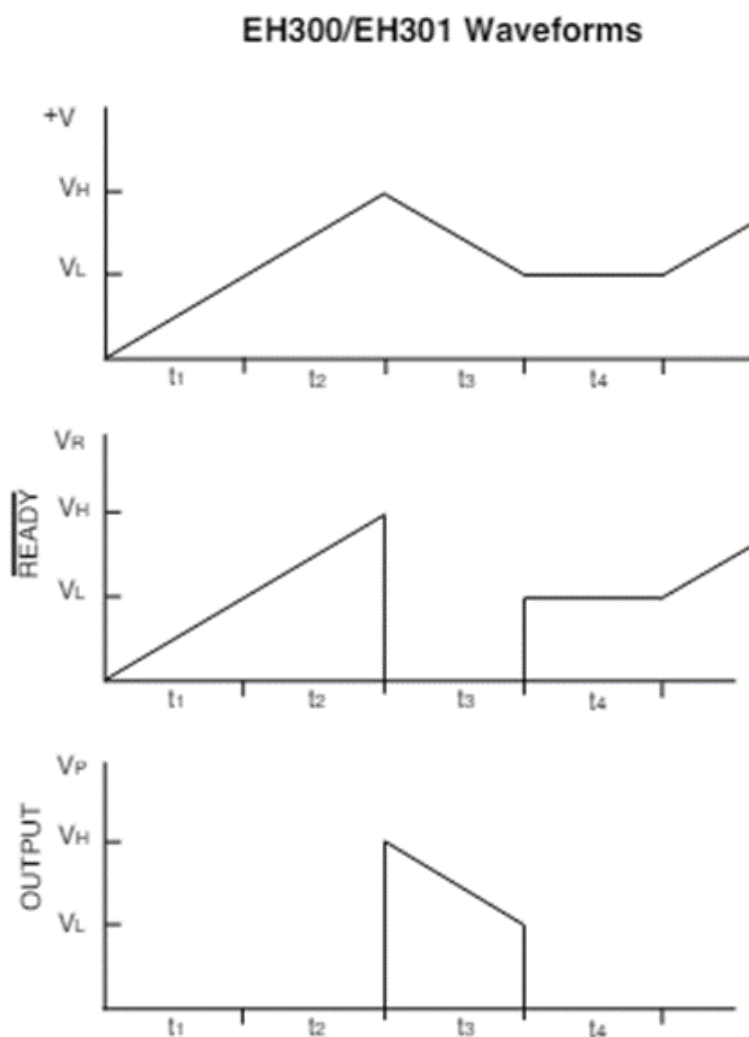 EH300/EH301 Waveforms
+V
VH
VL
t1 t2 t3 t4
VR
READY
VH
VL
t1 t2 t3 t4
VP
OUTPUT
VH
VL
t1 t2 t3 t4